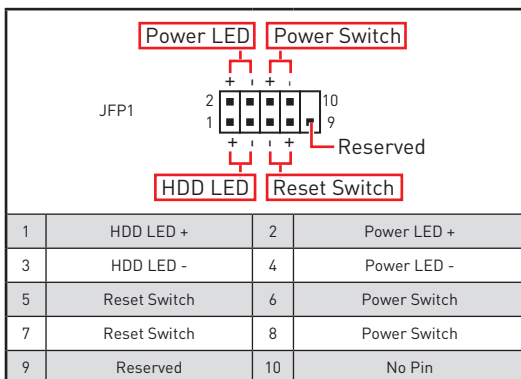 Power LED Power Switch
+ - + -
JFP1
2 10
1 9
+ - - +
Reserved
HDD LED Reset Switch
1 HDD LED + 2 Power LED +
3 HDD LED - 4 Power LED -
5 Reset Switch 6 Power Switch
7 Reset Switch 8 Power Switch
9 Reserved 10 No Pin